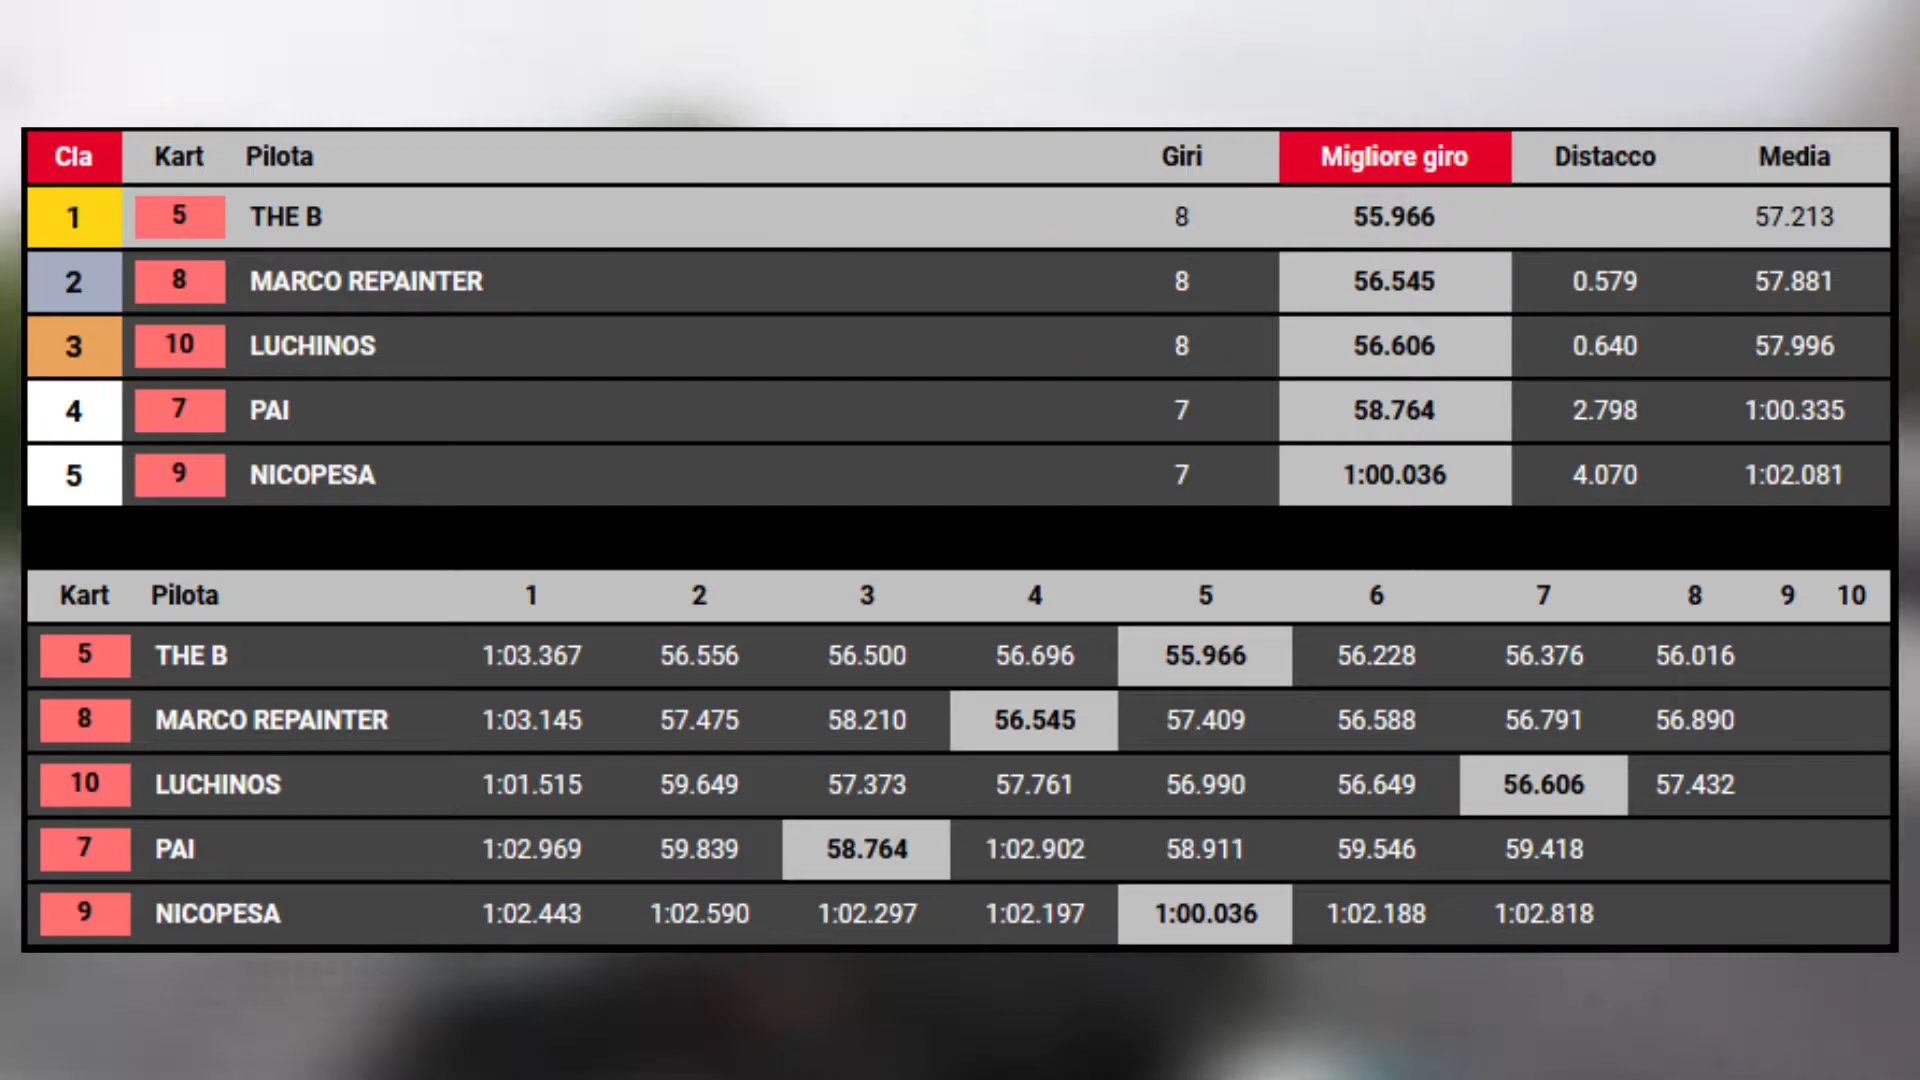 Cla Kart Pilota Giri Migliore giro Distacco Media
1 5 THE B 8 55.966 57.213
2 8 MARCO REPAINTER 8 56.545 0.579 57.881
3 10 LUCHINOS 8 56.606 0.640 57.996
4 7 PAI 7 58.764 2.798 1:00.335
5 9 NICOPESA 7 1:00.036 4.070 1:02.081
Kart Pilota 1 2 3 4 5 6 7 8 9 10
5 THE B 1:03.367 56.556 56.500 56.696 55.966 56.228 56.376 56.016
8 MARCO REPAINTER 1:03.145 57.475 58.210 56.545 57.409 56.588 56.791 56.890
10 LUCHINOS 1:01.515 59.649 57.373 57.761 56.990 56.649 56.606 57.432
7 PAI 1:02.969 59.839 58.764 1:02.902 58.911 59.546 59.418
9 NICOPESA 1:02.443 1:02.590 1:02.297 1:02.197 1:00.036 1:02.188 1:02.818